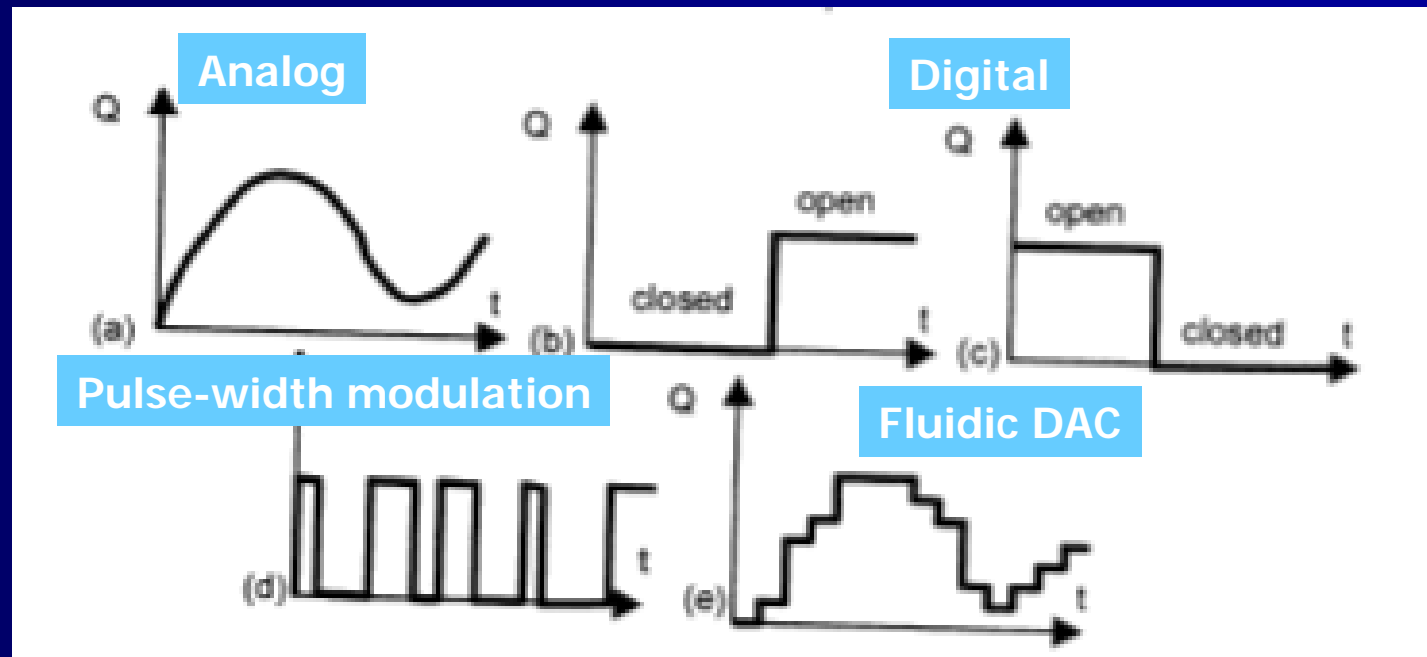 Analog
Q
t
(a)
Digital
Q
open
closed
t
(b)
Q
open
closed
t
(c)
Pulse-width modulation
t
(d)
Fluidic DAC
Q
t
(e)